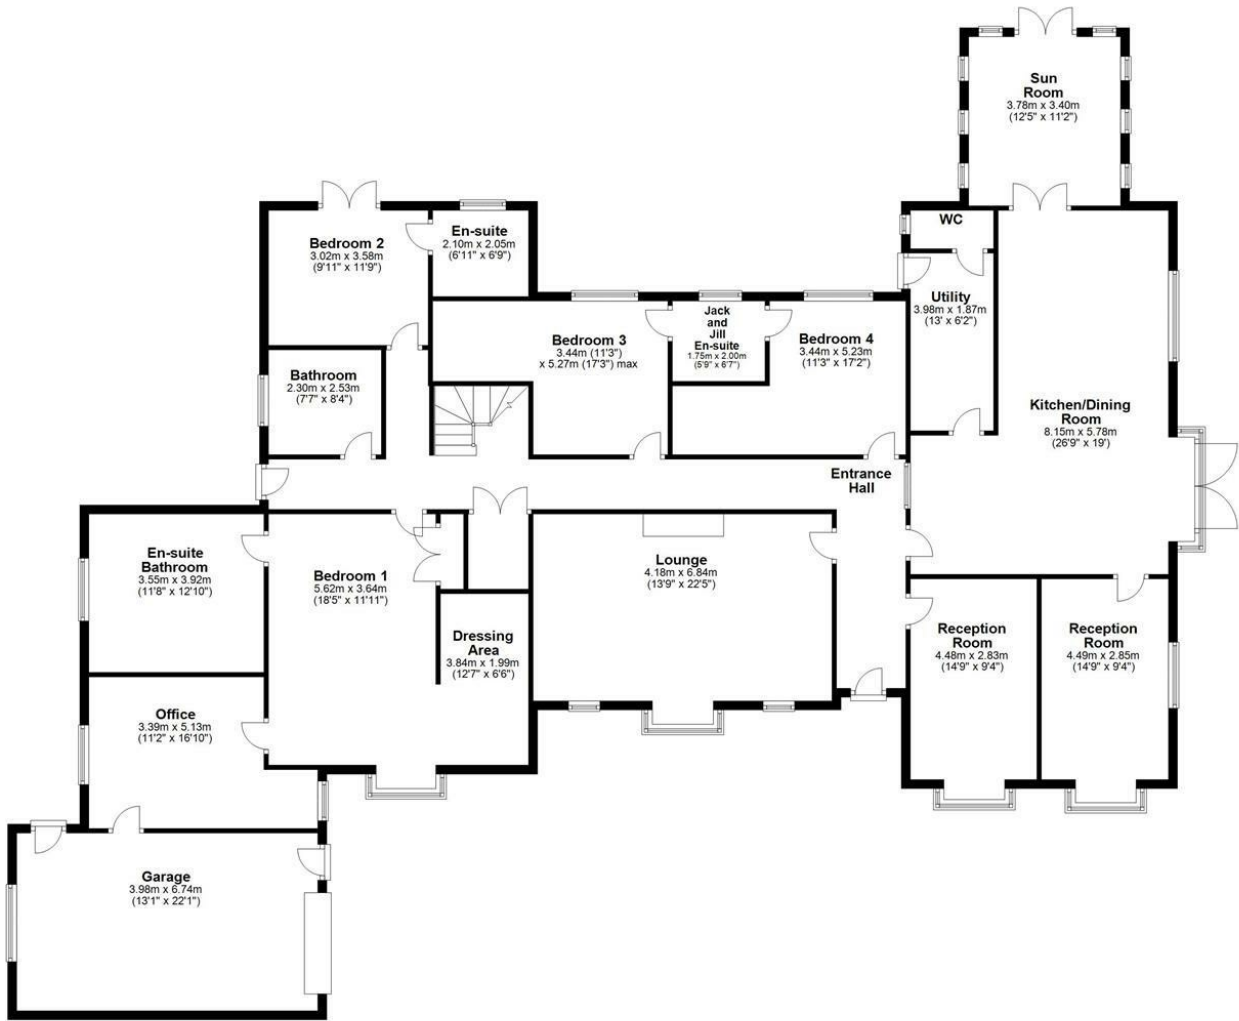 Sun
Room
3.78m x 3.40m
(12'5" x 11'2")
WC
Bedroom 2
3.02m x 3.58m
(9'11" x 11'9")
En-suite
2.10m x 2.05m
(6'11" x 6'9")
Utility
3.98m x 1.87m
(13' x 6'2")
Bedroom 3
3.44m (11'3")
x 5.27m (17'3") max
Jack
and
Jill
En-suite
1.75m x 2.00m
(5'9" x 6'7")
Bedroom 4
3.44m x 5.23m
(11'3" x 17'2")
Bathroom
2.30m x 2.53m
(7'7" x 8'4")
Kitchen/Dining
Room
8.15m x 5.78m
(26'9" x 19')
Entrance
Hall
En-suite
Bathroom
3.55m x 3.92m
(11'8" x 12'10")
Bedroom 1
5.62m x 3.64m
(18'5" x 11'11")
Lounge
4.18m x 6.84m
(13'9" x 22'5")
Dressing
Area
3.84m x 1.99m
(12'7" x 6'6")
Reception
Room
4.48m x 2.83m
(14'9" x 9'4")
Reception
Room
4.49m x 2.85m
(14'9" x 9'4")
Office
3.39m x 5.13m
(11'2" x 16'10")
Garage
3.98m x 6.74m
(13'1" x 22'1")